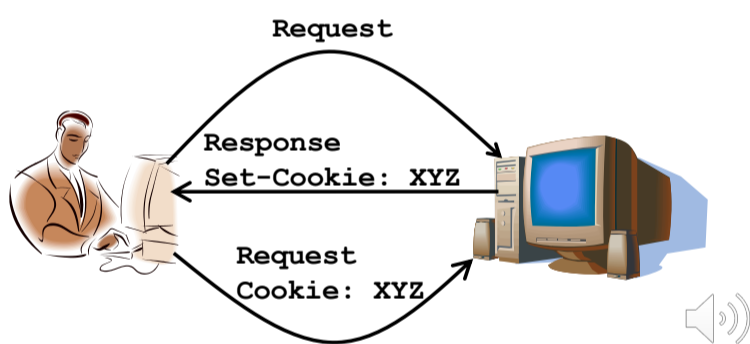 Request
Response
Set-Cookie: XYZ
Request
Cookie: XYZ